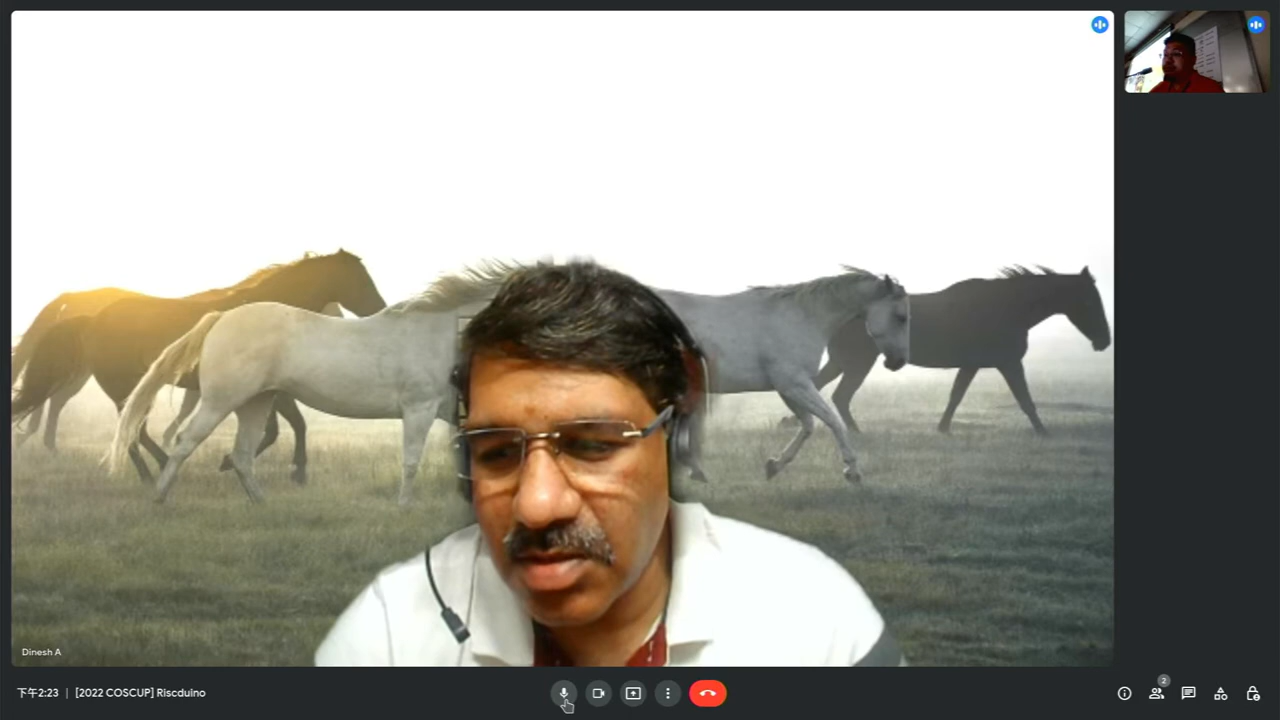 Dinesh A
下午2:23 | [2022 COSCUP] Riscduino
2